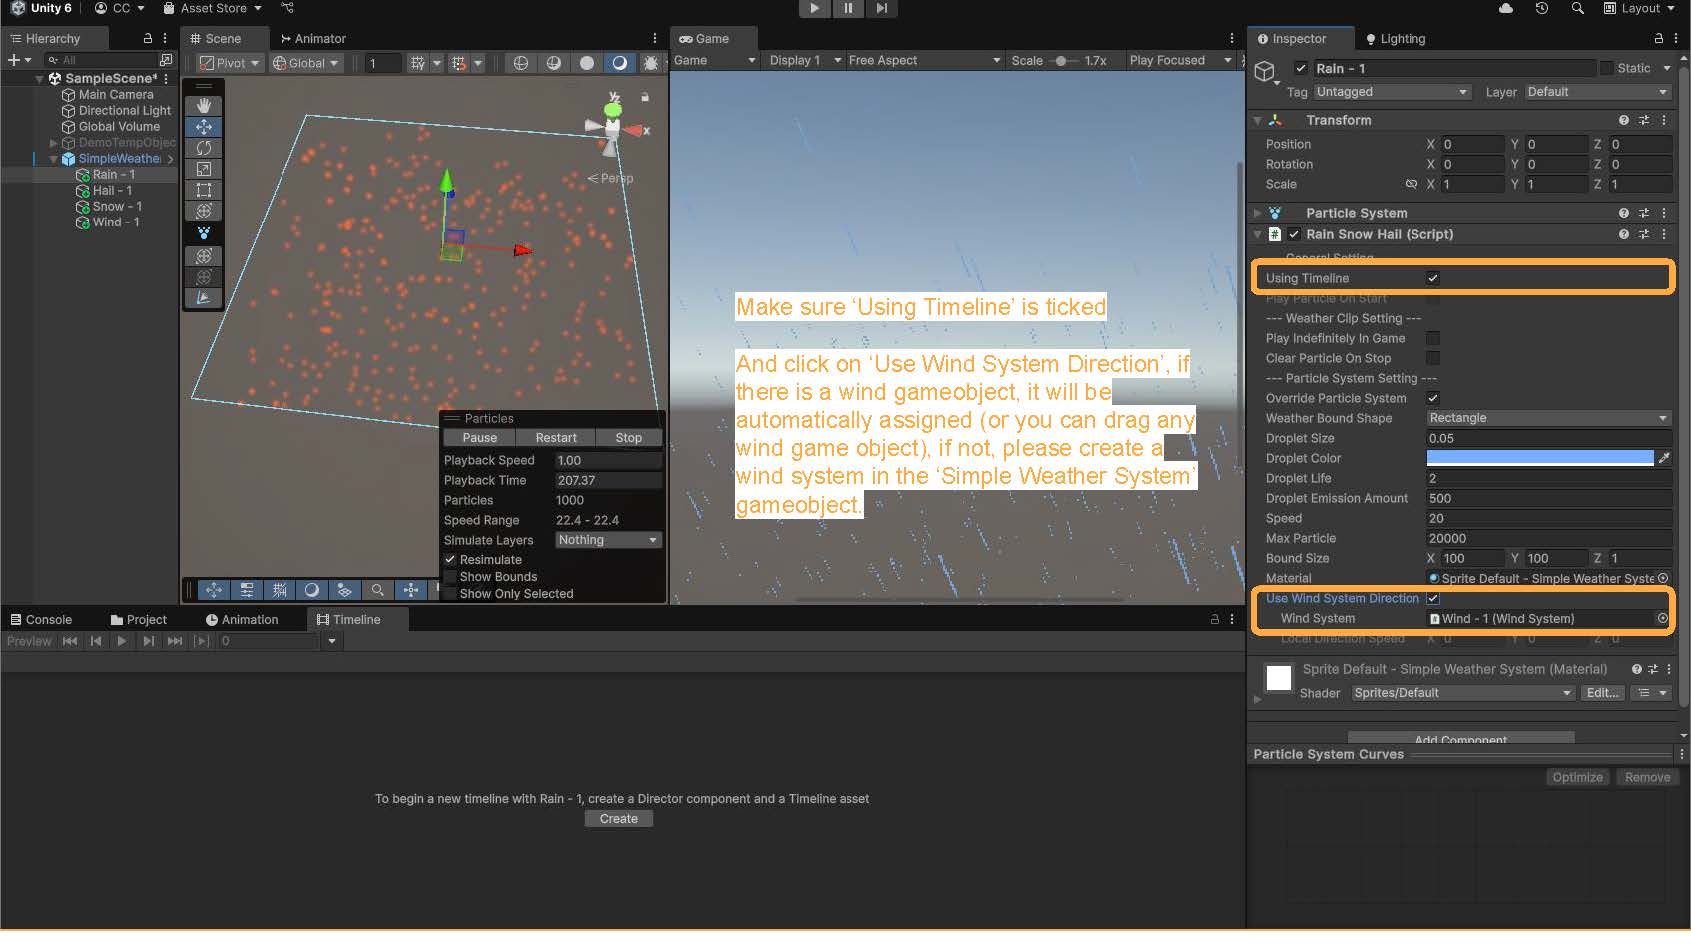 Unity 6 CC Asset Store Layout
Hierarchy
All
SampleScene*
Main Camera
Directional Light
Global Volume
DemoTempObjec
SimpleWeather
Rain - 1
Hail - 1
Snow - 1
Wind - 1
Scene Animator
Pivot Global 1
y
x
Persp
Particles
Pause Restart Stop
Playback Speed 1.00
Playback Time 207.37
Particles 1000
Speed Range 22.4 - 22.4
Simulate Layers Nothing
Resimulate
Show Bounds
Show Only Selected
Game
Game Display 1 Free Aspect Scale 1.7x Play Focused
Make sure ‘Using Timeline’ is ticked
And click on ‘Use Wind System Direction’, if
there is a wind gameobject, it will be
automatically assigned (or you can drag any
wind game object), if not, please create a
wind system in the ‘Simple Weather System’
gameobject.
Console Project Animation Timeline
Preview 0
To begin a new timeline with Rain - 1, create a Director component and a Timeline asset
Create
Inspector Lighting
Rain - 1 Static
Tag Untagged Layer Default
Transform
Position X 0 Y 0 Z 0
Rotation X 0 Y 0 Z 0
Scale X 1 Y 1 Z 1
Particle System
Rain Snow Hail (Script)
General Setting
Using Timeline
Play Particle On Start
--- Weather Clip Setting ---
Play Indefinitely In Game
Clear Particle On Stop
--- Particle System Setting ---
Override Particle System
Weather Bound Shape Rectangle
Droplet Size 0.05
Droplet Color
Droplet Life 2
Droplet Emission Amount 500
Speed 20
Max Particle 20000
Bound Size X 100 Y 100 Z 1
Material Sprite Default - Simple Weather Syste
Use Wind System Direction
Wind System Wind - 1 (Wind System)
Local Direction Speed X 0 Y 0 Z 0
Sprite Default - Simple Weather System (Material)
Shader Sprites/Default Edit...
Add Component
Particle System Curves
Optimize Remove